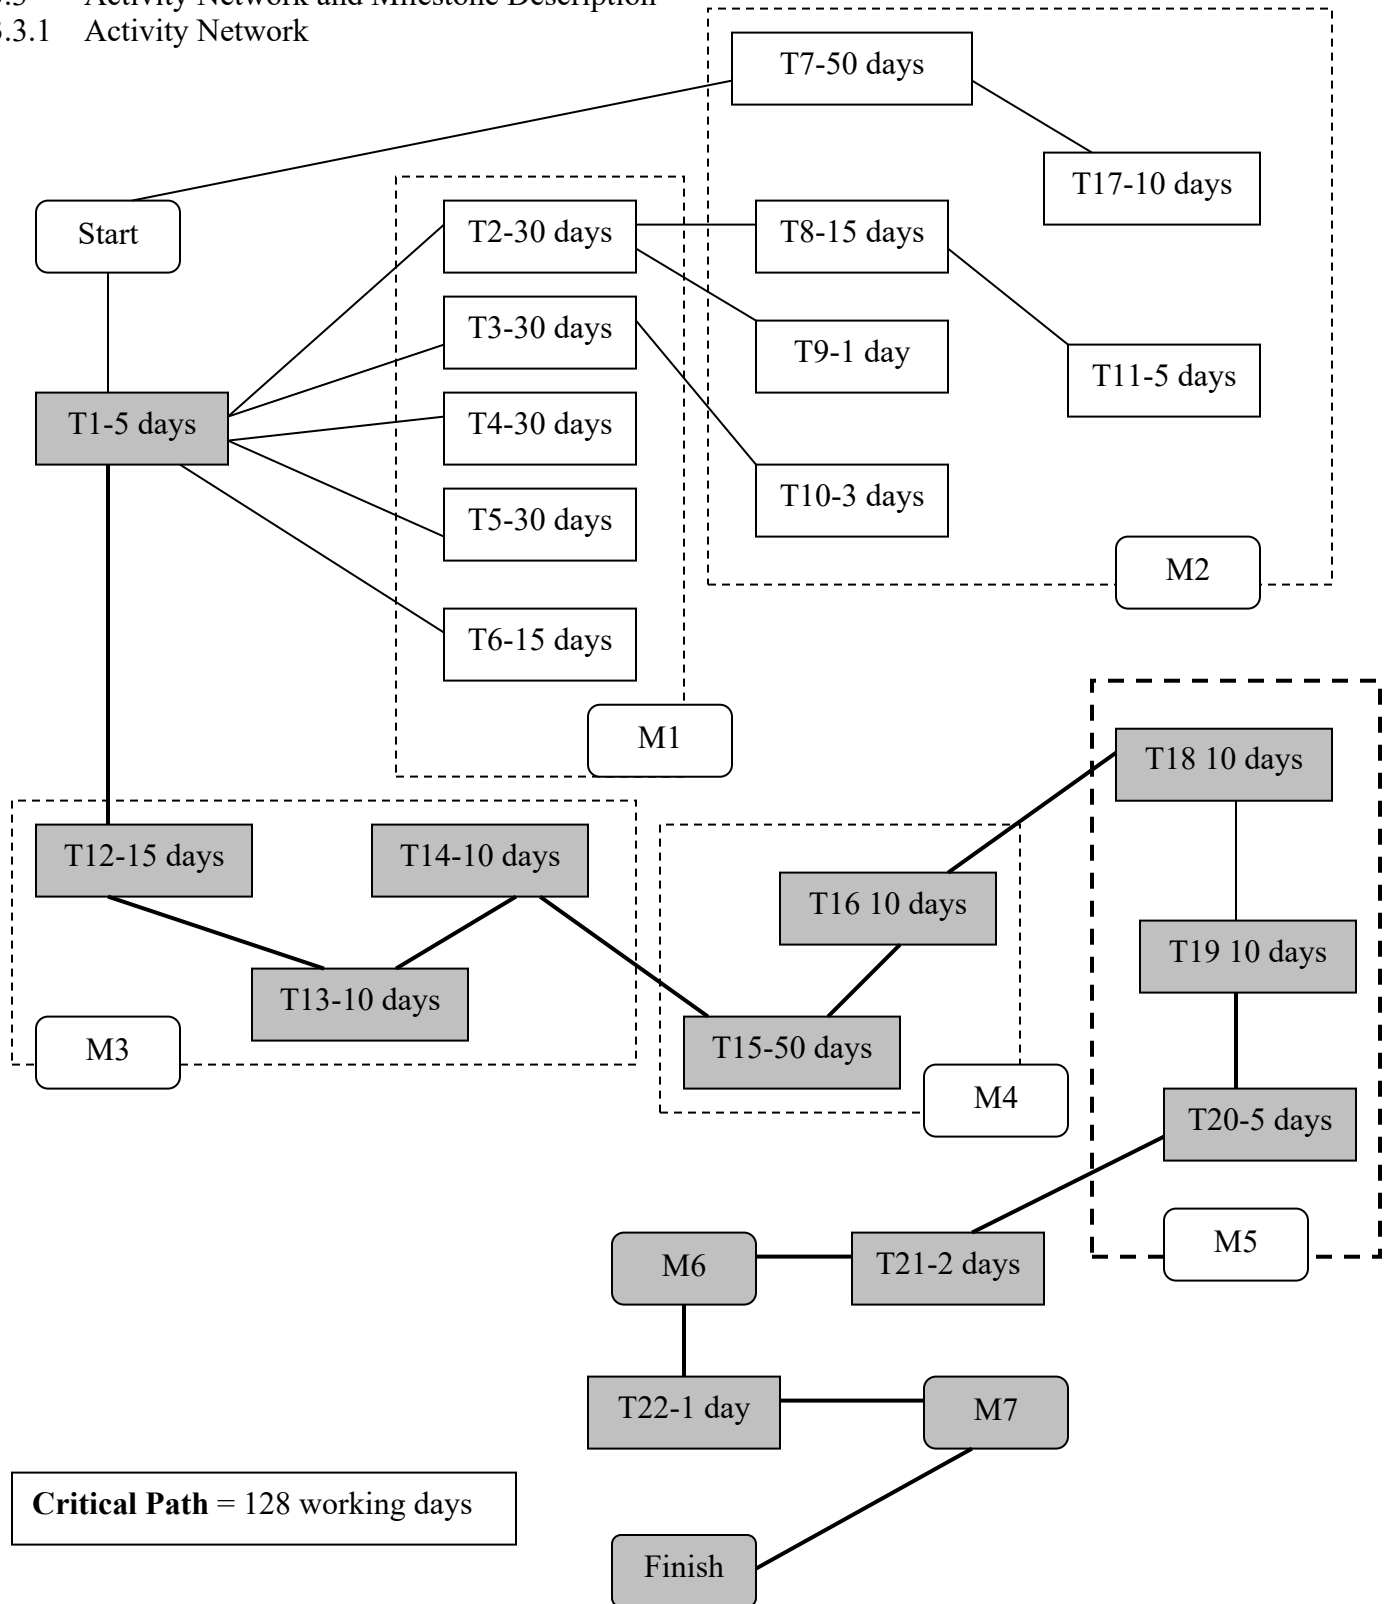 Activity Network and Milestone Description
.3.1 Activity Network
T7-50 days
T17-10 days
Start
T2-30 days
T8-15 days
T3-30 days
T9-1 day
T11-5 days
T1-5 days
T4-30 days
T10-3 days
T5-30 days
M2
T6-15 days
M1
T18 10 days
T12-15 days
T14-10 days
T16 10 days
T19 10 days
T13-10 days
M3
T15-50 days
M4
T20-5 days
M5
M6
T21-2 days
T22-1 day
M7
Critical Path = 128 working days
Finish